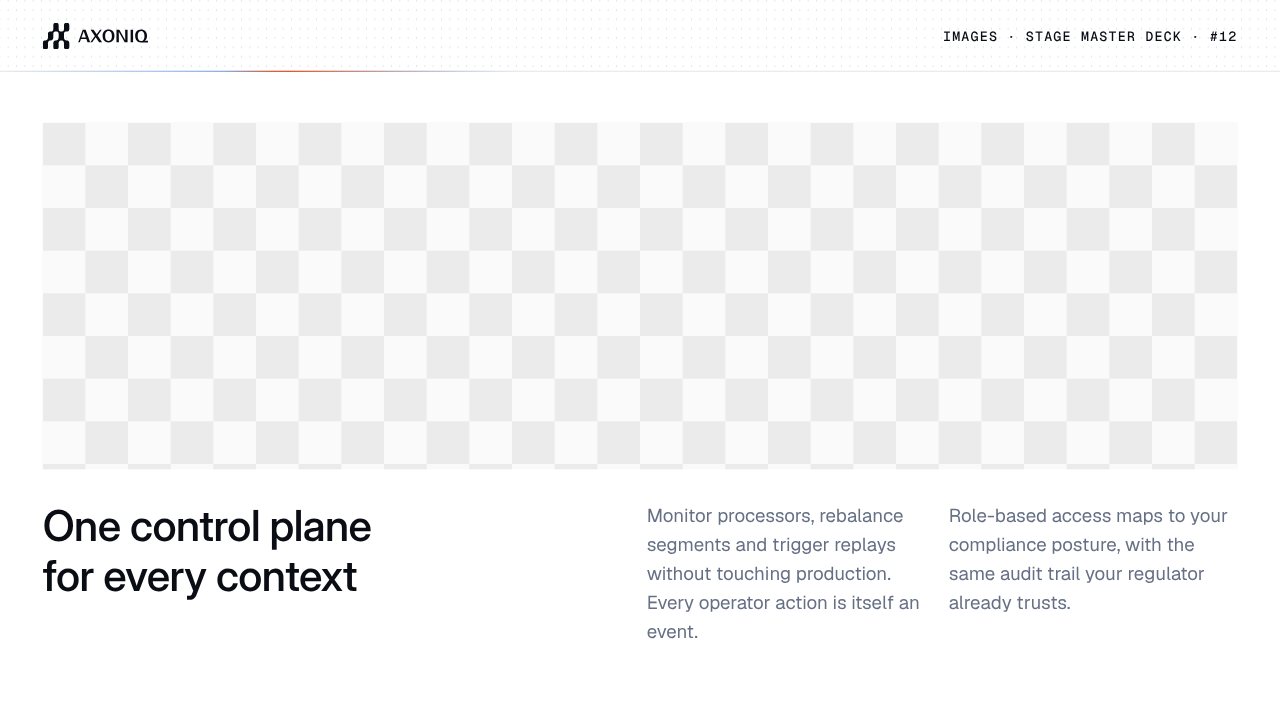 AXONIQ
IMAGES · STAGE MASTER DECK · #12
One control plane
for every context
Monitor processors, rebalance
segments and trigger replays
without touching production.
Every operator action is itself an
event.
Role-based access maps to your
compliance posture, with the
same audit trail your regulator
already trusts.